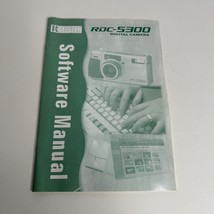 RICOH
RDC-5300
DIGITAL CAMERA
Software Manual